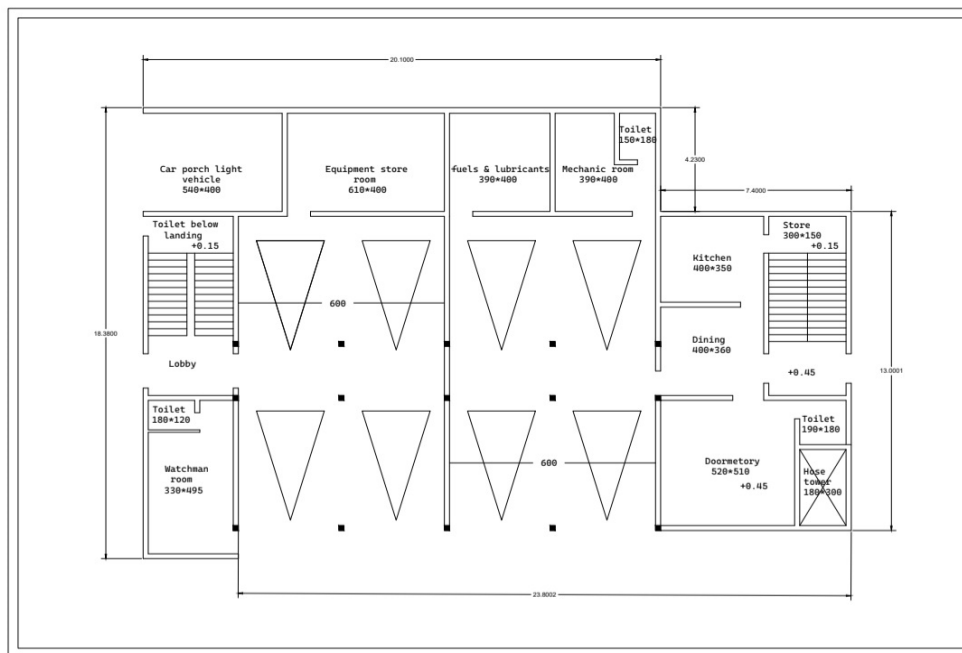 20.1000
Toilet
150*180
Car porch light
vehicle
540*400
Equipment store
room
610*400
fuels & lubricants
390*400
Mechanic room
390*400
4.2300
7.4000
Toilet below
landing
+0.15
Store
300*150
+0.15
Kitchen
400*350
600
18.3800
Dining
400*360
Lobby
+0.45
13.0001
Toilet
180*120
Toilet
190*180
Watchman
room
330*495
600
Doormetory
520*510
+0.45
Hose
tower
180*300
23.8002